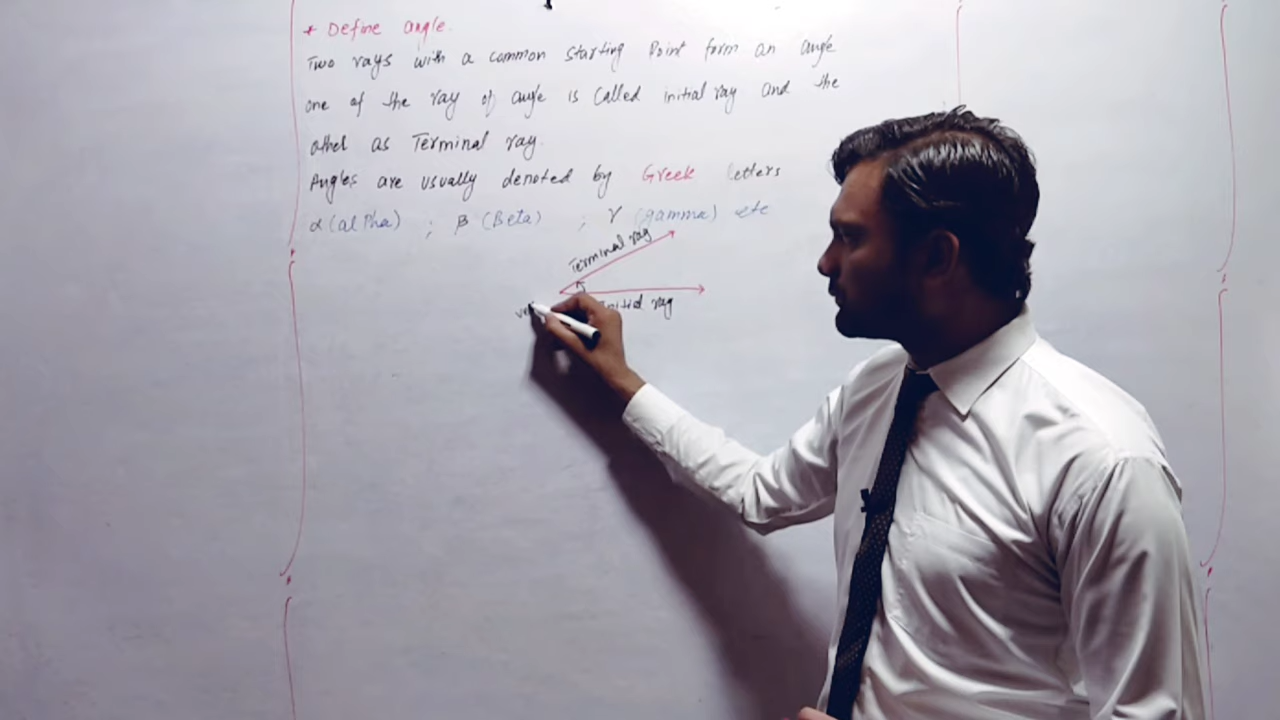 * Define angle.
Two rays with a common starting Point form an angle
one of the ray of angle is called initial ray and the
other as Terminal ray.
Angles are usually denoted by Greek letters
α (alPha) ; β (Beta) ; γ (gamma) etc
Terminal ray
initial ray